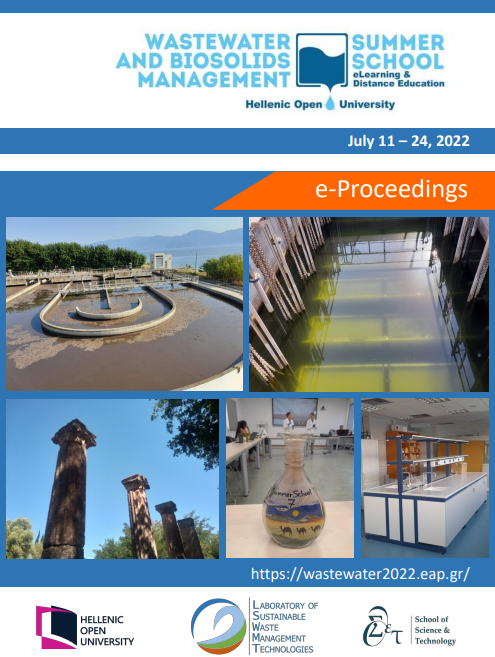 WASTEWATER
AND BIOSOLIDS
MANAGEMENT
SUMMER
SCHOOL
eLearning &
Distance Education
Hellenic Open University
July 11 – 24, 2022
e-Proceedings
Summer School
7
https://wastewater2022.eap.gr/
HELLENIC
OPEN
UNIVERSITY
LABORATORY OF
SUSTAINABLE
WASTE
MANAGEMENT
TECHNOLOGIES
School of
Science &
Technology